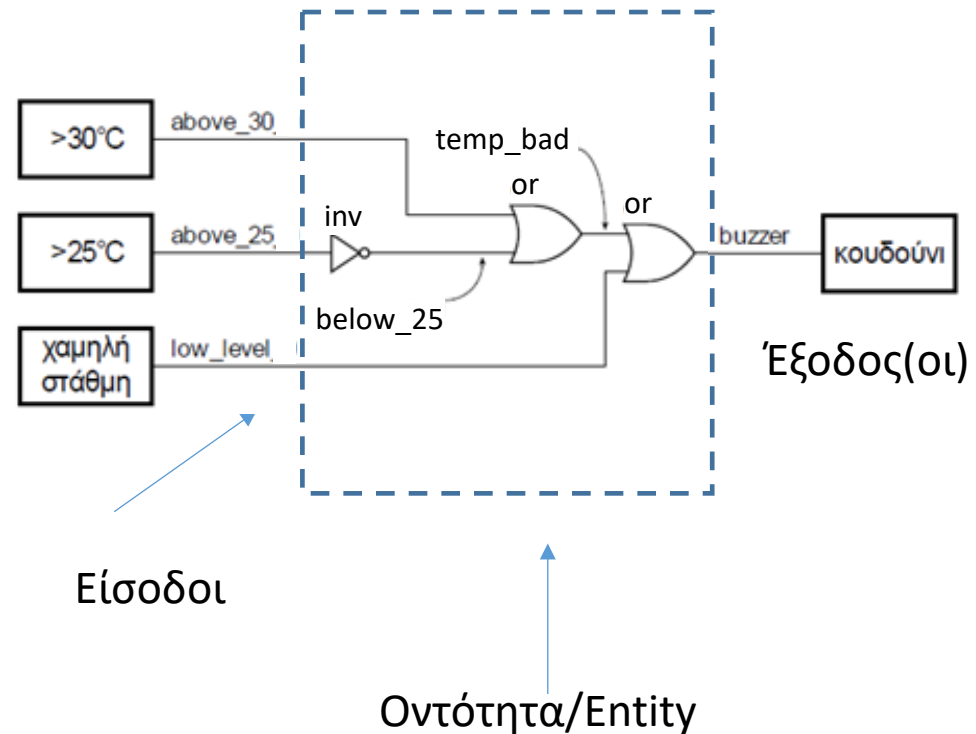 >30°C
above_30
temp_bad
or
or
inv
>25°C
above_25
buzzer
κουδούνι
below_25
χαμηλή
στάθμη
low_level
Έξοδος(οι)
Είσοδοι
Οντότητα/Entity